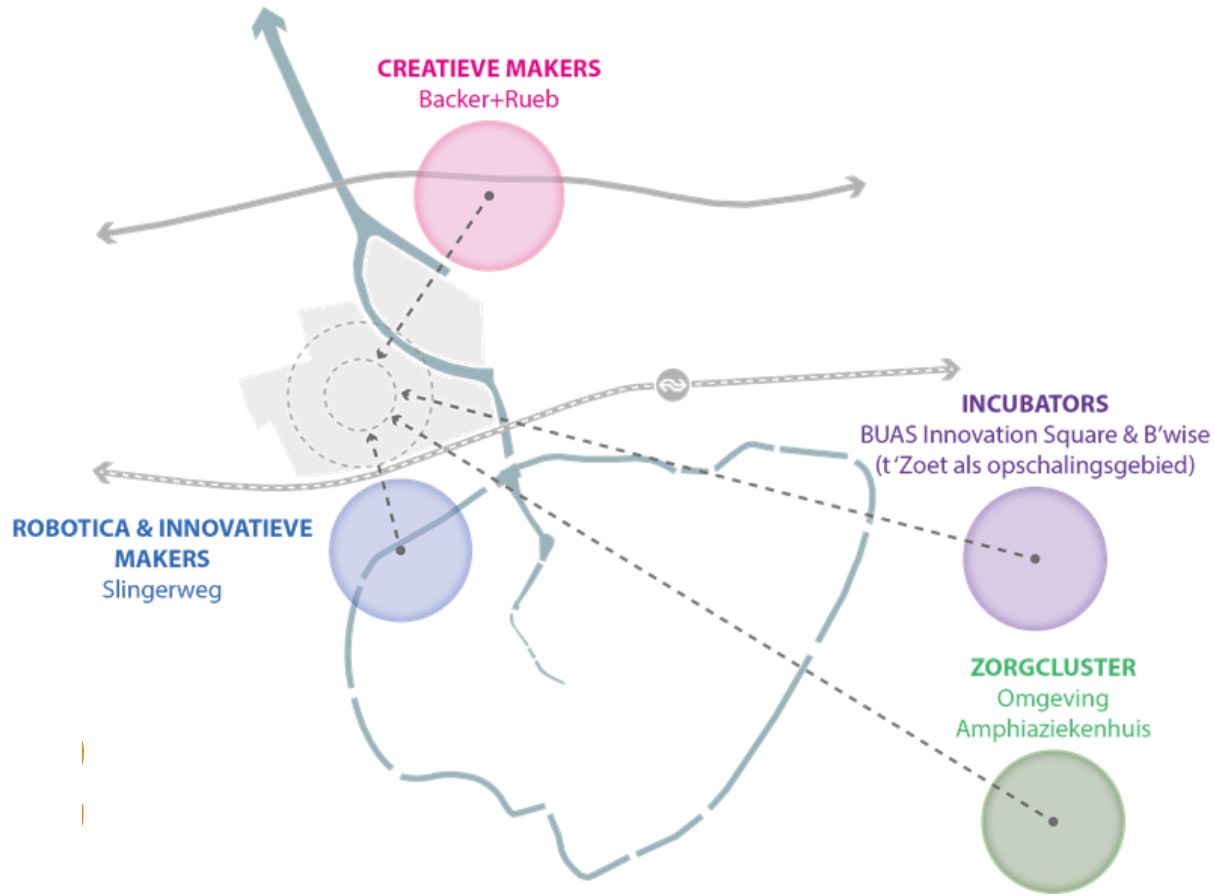 CREATIEVE MAKERS
Backer+Rueb
INCUBATORS
BUAS Innovation Square & B'wise
(t 'Zoet als opschalingsgebied)
ROBOTICA & INNOVATIEVE
MAKERS
Slingerweg
ZORGCLUSTER
Omgeving
Amphiaziekenhuis